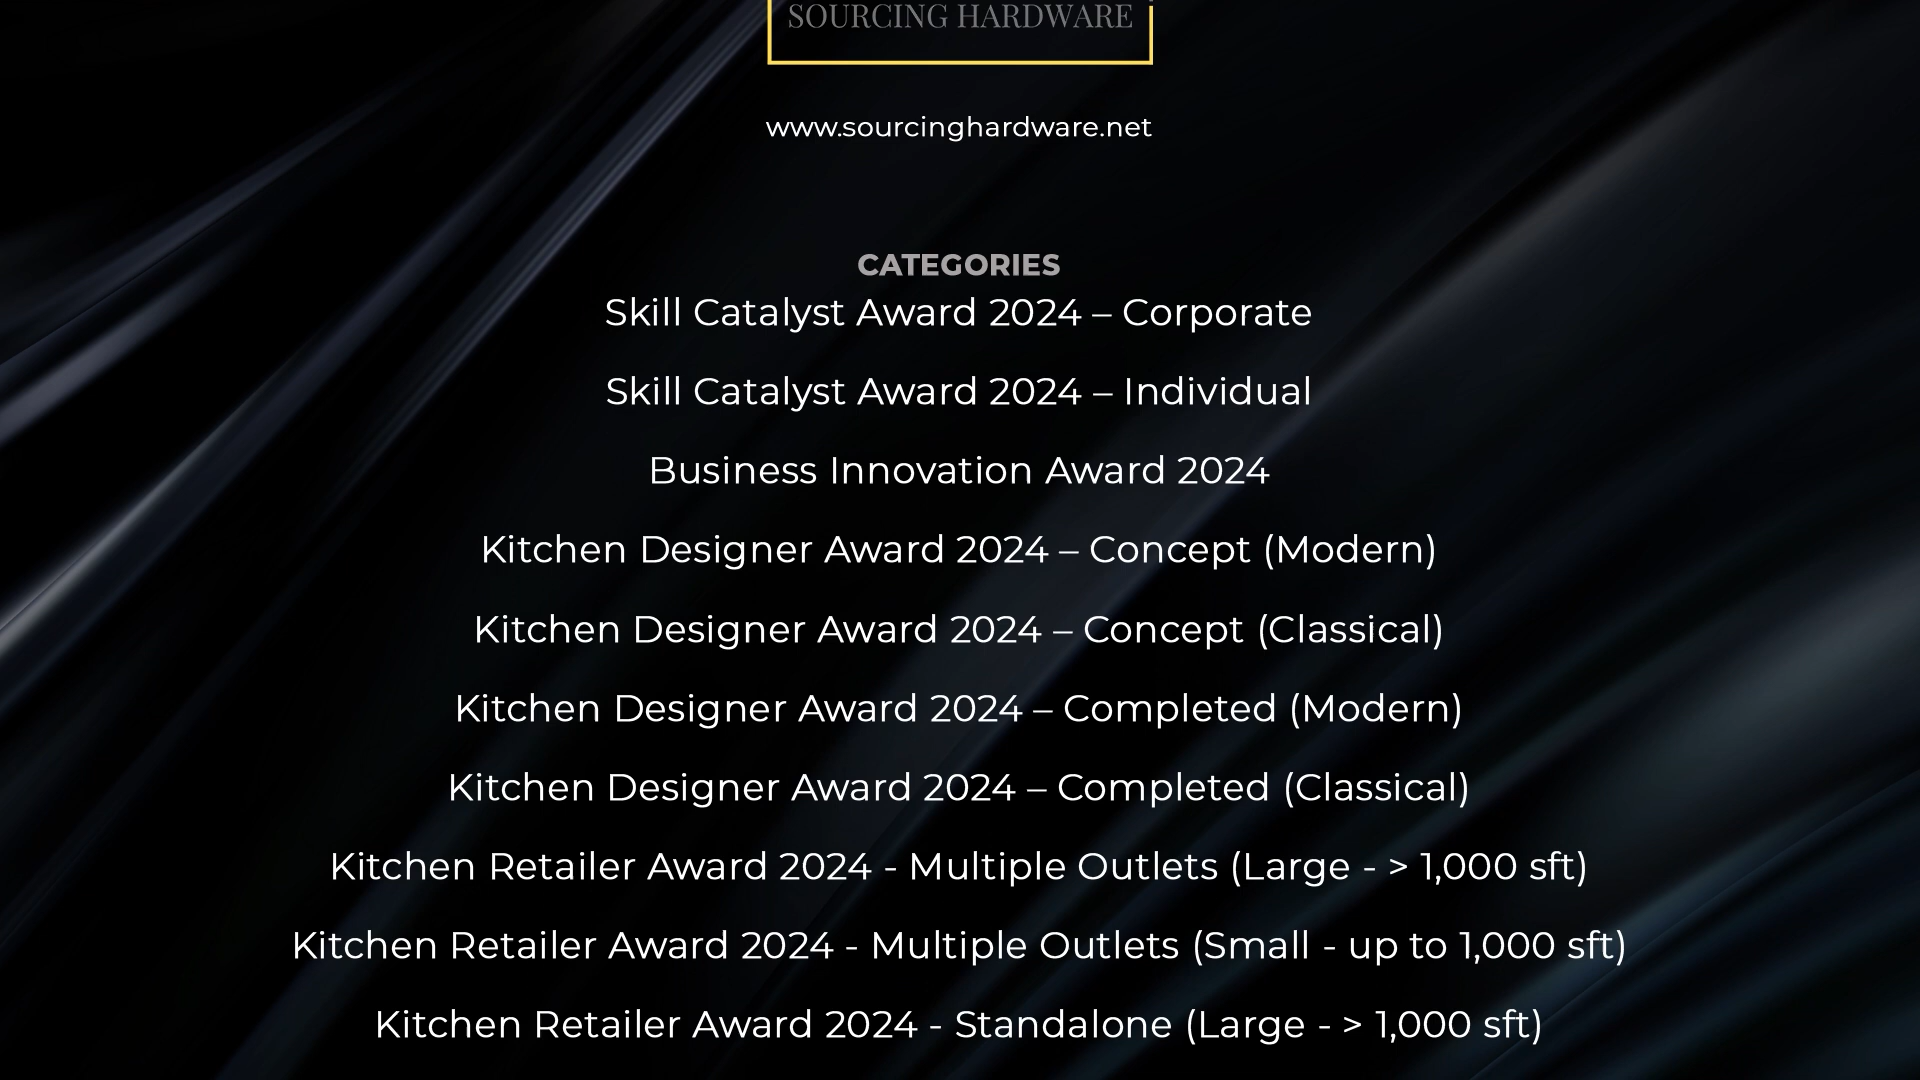 SOURCING HARDWARE
www.sourcinghardware.net
CATEGORIES
Skill Catalyst Award 2024 – Corporate
Skill Catalyst Award 2024 – Individual
Business Innovation Award 2024
Kitchen Designer Award 2024 – Concept (Modern)
Kitchen Designer Award 2024 – Concept (Classical)
Kitchen Designer Award 2024 – Completed (Modern)
Kitchen Designer Award 2024 – Completed (Classical)
Kitchen Retailer Award 2024 - Multiple Outlets (Large - > 1,000 sft)
Kitchen Retailer Award 2024 - Multiple Outlets (Small - up to 1,000 sft)
Kitchen Retailer Award 2024 - Standalone (Large - > 1,000 sft)